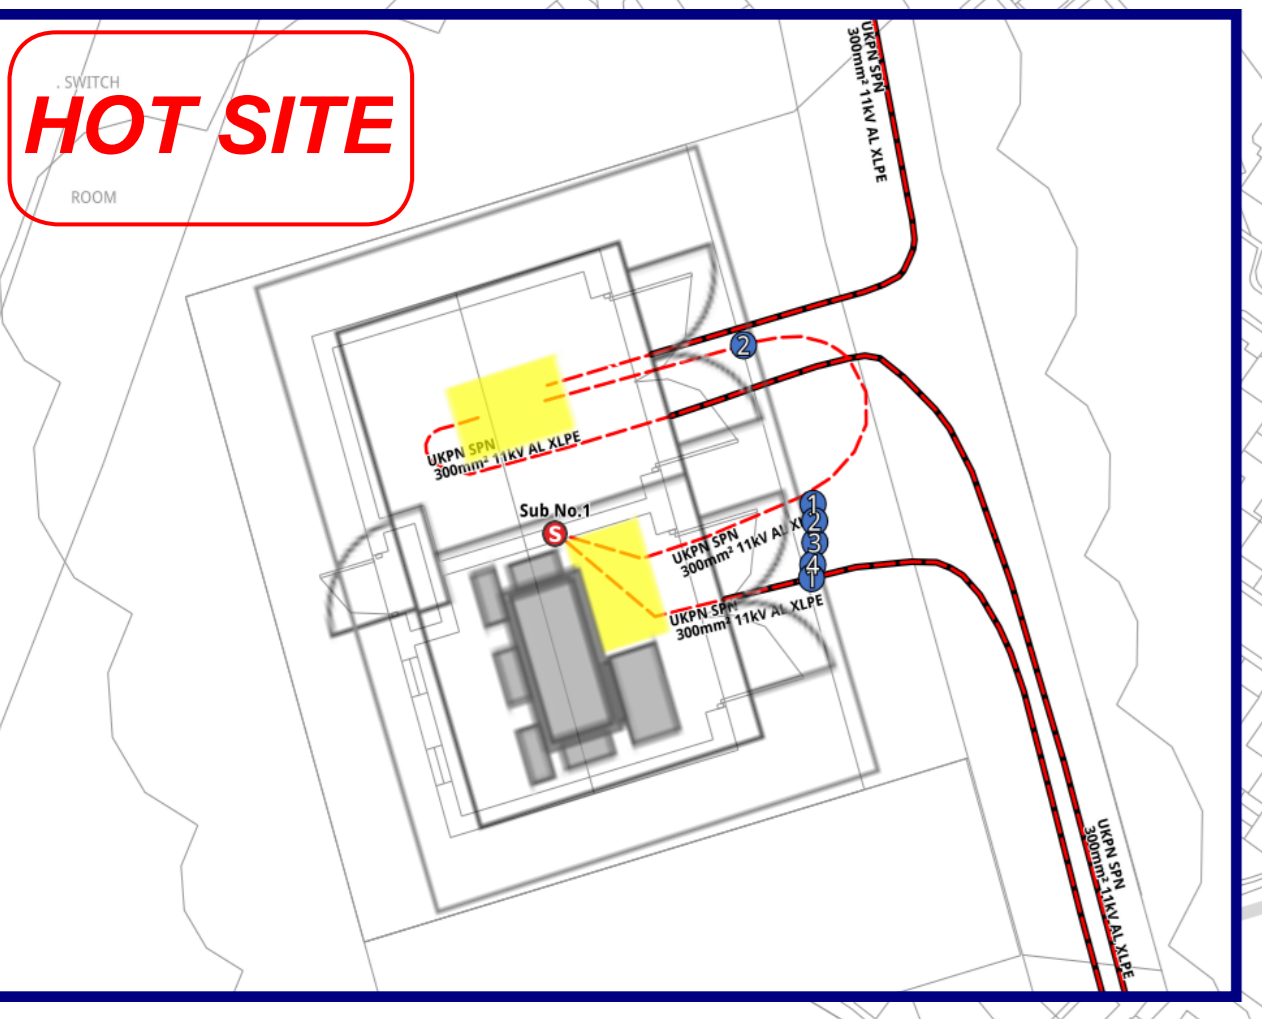 UKPN SPN
300mm² 11kV AL XLPE
. SWITCH
HOT SITE
ROOM
2
UKPN SPN
300mm² 11kV AL XLPE
Sub No.1
S
1
2
3
4
UKPN SPN
300mm² 11kV AL XLPE
UKPN SPN
300mm² 11kV AL XLPE
UKPN SPN
300mm² 11kV AL XLPE